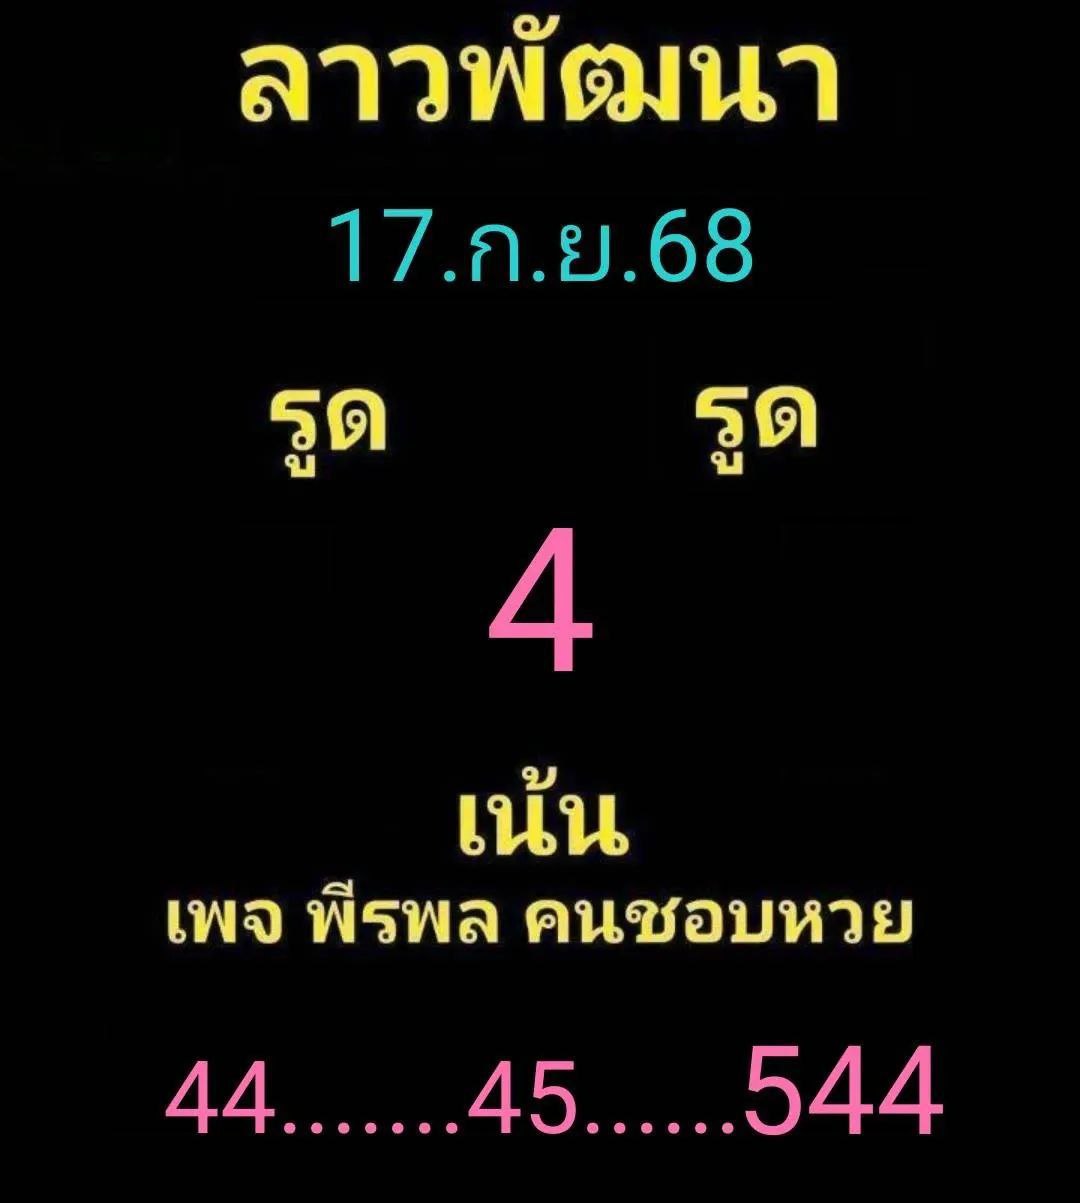 ลาวพัฒนา
17.ก.ย.68
รูด รูด
4
เน้น
เพจ พีรพล คนชอบหวย
44.......45......544